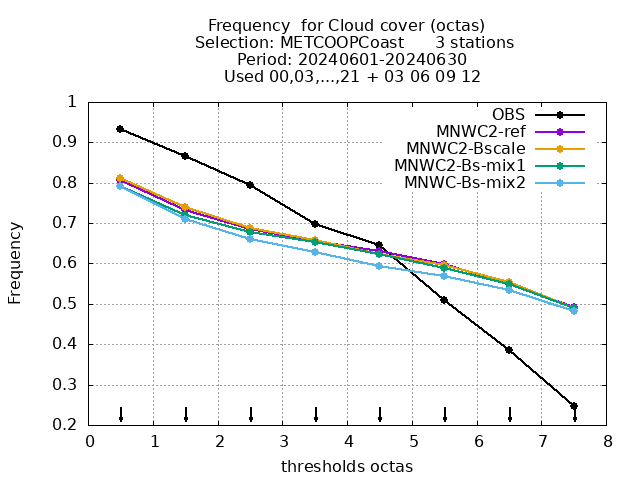 Frequency  for Cloud cover (octas)
Selection: METCOOPCoast      3 stations
Period: 20240601-20240630
Used 00,03,...,21 + 03 06 09 12
OBS
MNWC2-ref
MNWC2-Bscale
MNWC2-Bs-mix1
MNWC-Bs-mix2
1
0.9
0.8
0.7
0.6
0.5
0.4
0.3
0.2
Frequency
0 1 2 3 4 5 6 7 8
thresholds octas